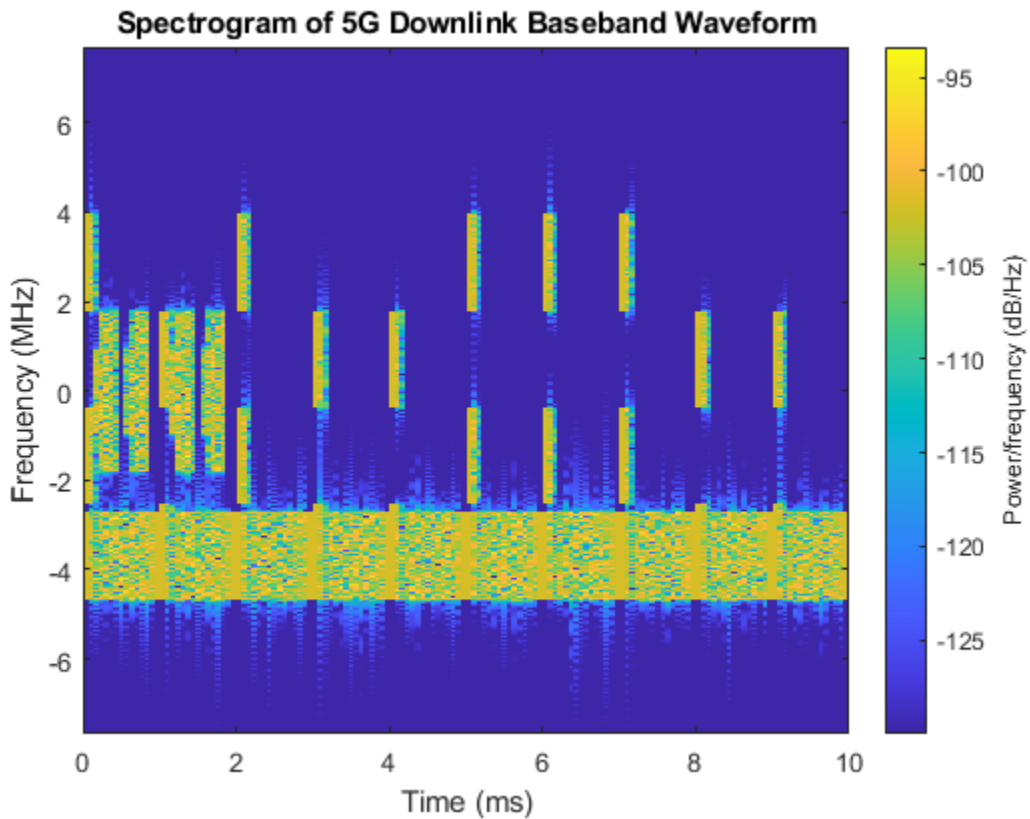 Spectrogram of 5G Downlink Baseband Waveform
Frequency (MHz)
6
4
2
0
-2
-4
-6
0 2 4 6 8 10
Time (ms)
-95
-100
-105
-110
-115
-120
-125
Power/frequency (dB/Hz)